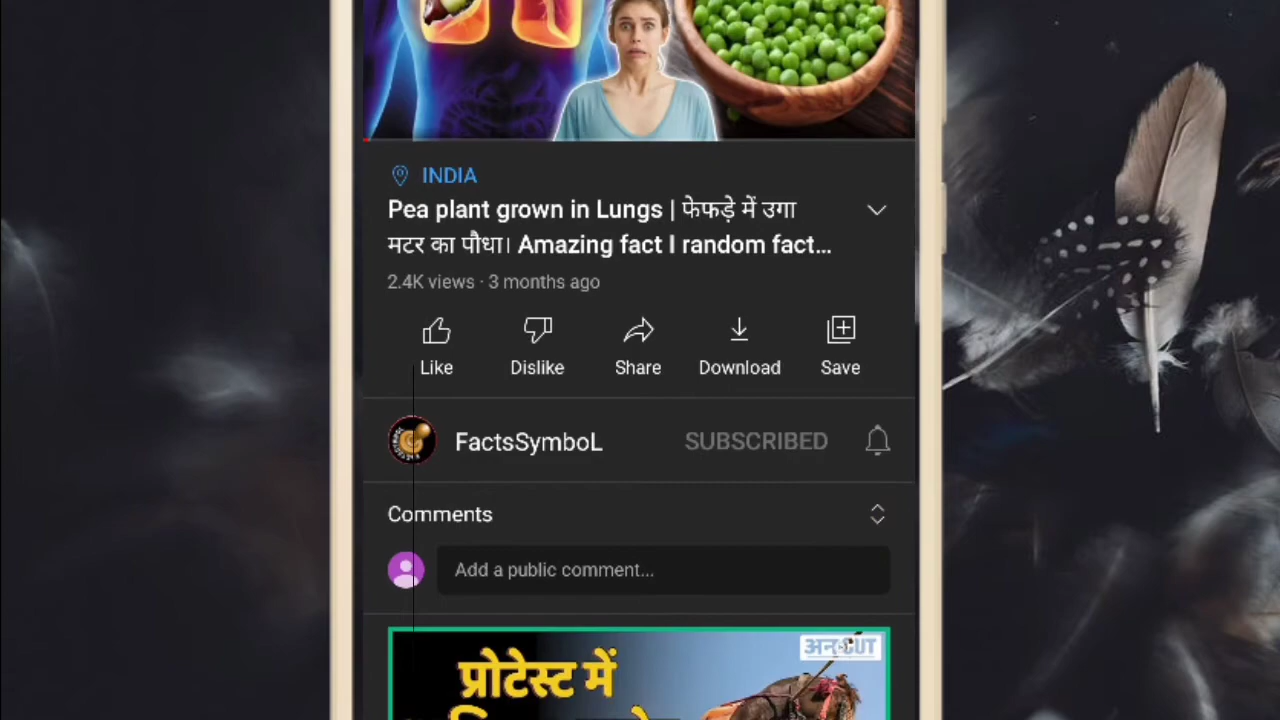 INDIA
Pea plant grown in Lungs | फेफड़े में उगा
मटर का पौधा। Amazing fact I random fact...
2.4K views · 3 months ago
Like Dislike Share Download Save
FactsSymboL SUBSCRIBED
Comments
Add a public comment...
अनCUT
प्रोटेस्ट में